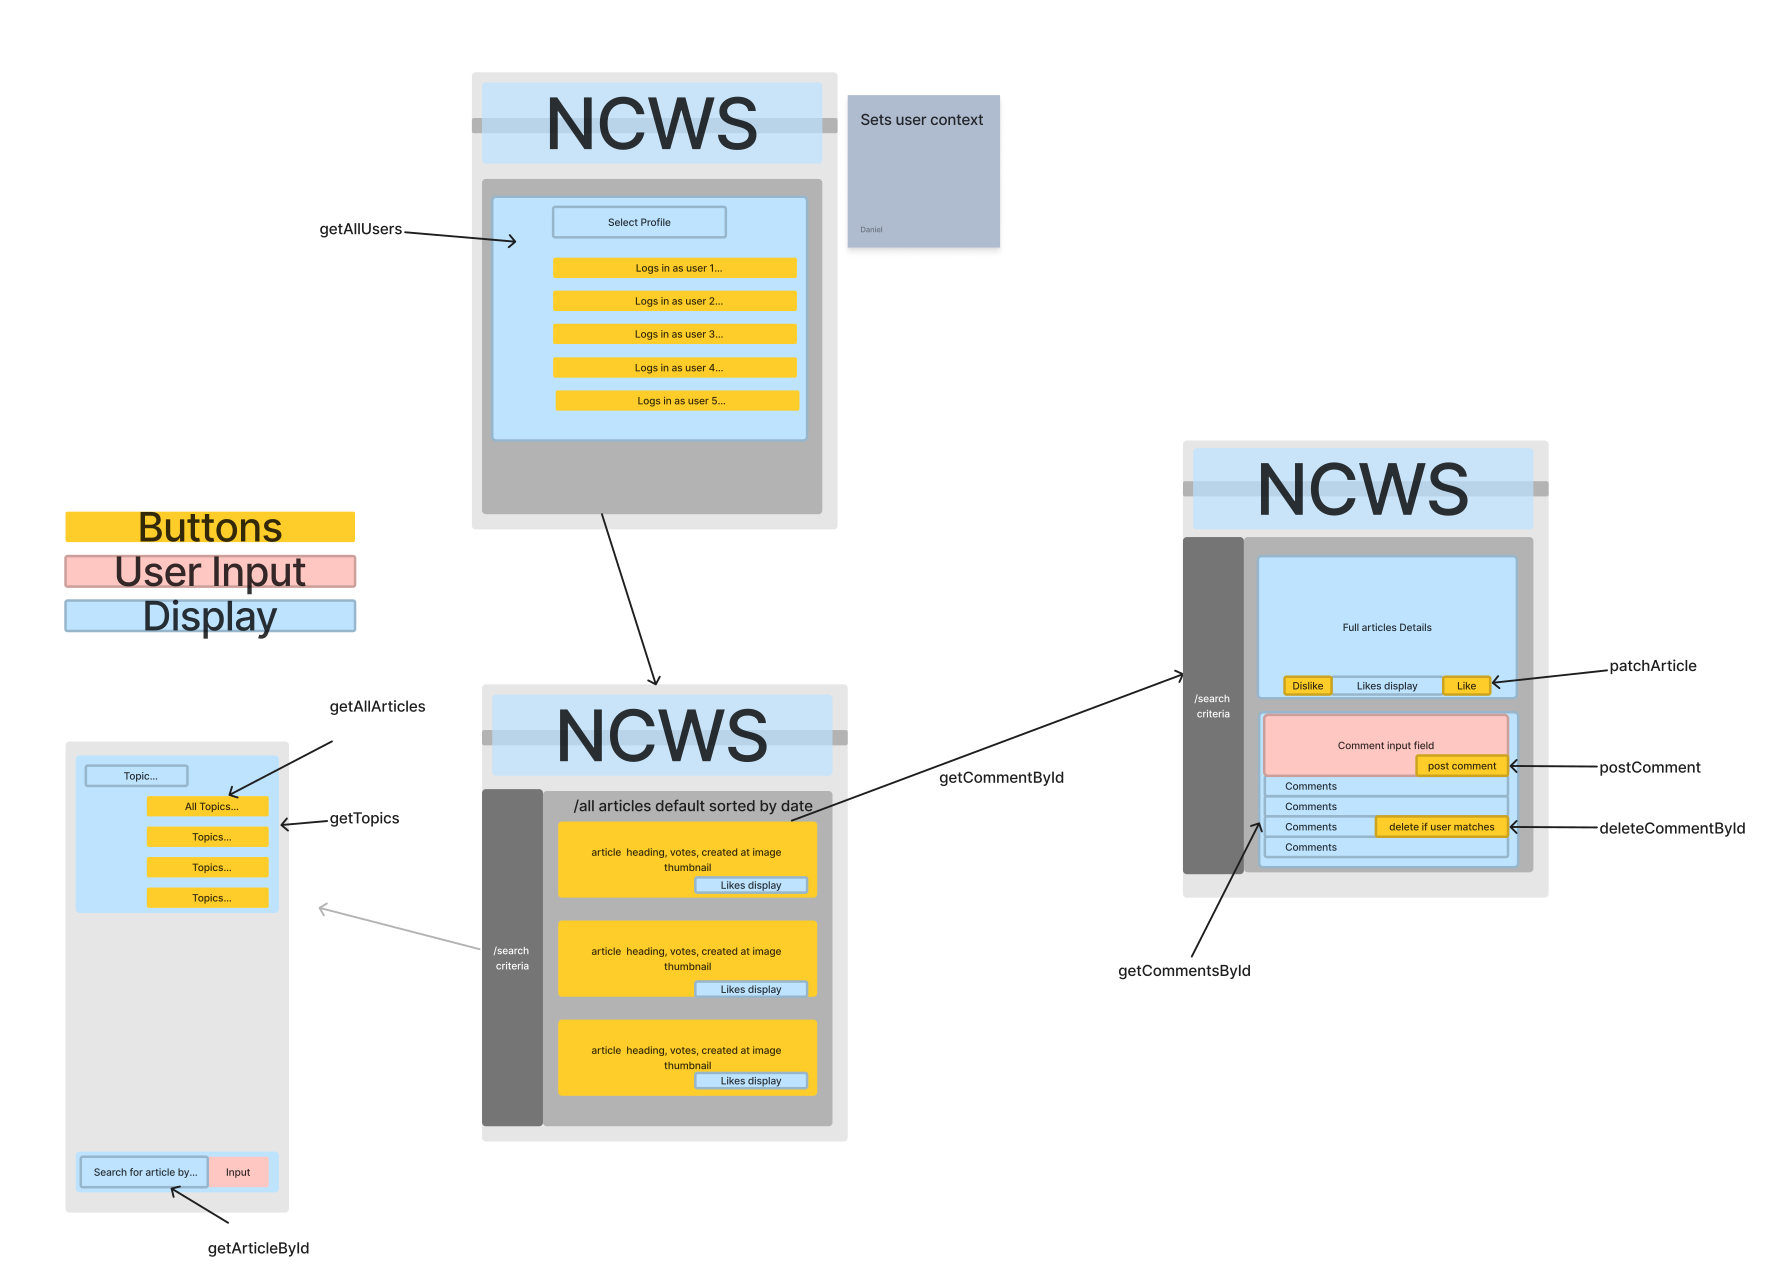 NCWS
Sets user context
Daniel
getAllUsers
Select Profile
Logs in as user 1...
Logs in as user 2...
Logs in as user 3...
Logs in as user 4...
Logs in as user 5...
Buttons
User Input
Display
getAllArticles
Topic...
All Topics...
getTopics
Topics...
Topics...
Topics...
Search for article by...
Input
getArticleById
NCWS
/search
criteria
/all articles default sorted by date
article  heading, votes, created at image
thumbnail
Likes display
article  heading, votes, created at image
thumbnail
Likes display
article  heading, votes, created at image
thumbnail
Likes display
getCommentById
NCWS
/search
criteria
Full articles Details
Dislike
Likes display
Like
patchArticle
Comment input field
post comment
postComment
Comments
Comments
Comments
delete if user matches
deleteCommentById
Comments
getCommentsById